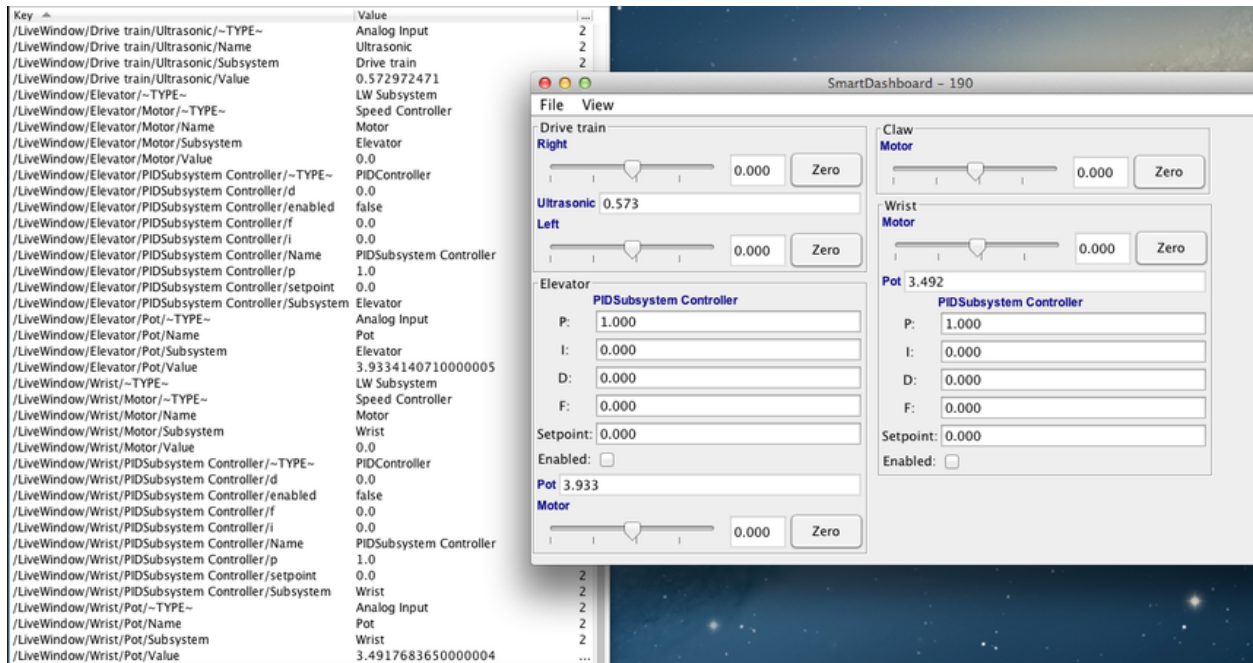 Key Value ...
/LiveWindow/Drive train/Ultrasonic/~TYPE~ Analog Input 2
/LiveWindow/Drive train/Ultrasonic/Name Ultrasonic 2
/LiveWindow/Drive train/Ultrasonic/Subsystem Drive train 2
/LiveWindow/Drive train/Ultrasonic/Value 0.572972471
/LiveWindow/Elevator/~TYPE~ LW Subsystem
/LiveWindow/Elevator/Motor/~TYPE~ Speed Controller
/LiveWindow/Elevator/Motor/Name Motor
/LiveWindow/Elevator/Motor/Subsystem Elevator
/LiveWindow/Elevator/Motor/Value 0.0
/LiveWindow/Elevator/PIDSubsystem Controller/~TYPE~ PIDController
/LiveWindow/Elevator/PIDSubsystem Controller/d 0.0
/LiveWindow/Elevator/PIDSubsystem Controller/enabled false
/LiveWindow/Elevator/PIDSubsystem Controller/f 0.0
/LiveWindow/Elevator/PIDSubsystem Controller/i 0.0
/LiveWindow/Elevator/PIDSubsystem Controller/Name PIDSubsystem Controller
/LiveWindow/Elevator/PIDSubsystem Controller/p 1.0
/LiveWindow/Elevator/PIDSubsystem Controller/setpoint 0.0
/LiveWindow/Elevator/PIDSubsystem Controller/Subsystem Elevator
/LiveWindow/Elevator/Pot/~TYPE~ Analog Input
/LiveWindow/Elevator/Pot/Name Pot
/LiveWindow/Elevator/Pot/Subsystem Elevator
/LiveWindow/Elevator/Pot/Value 3.9334140710000005
/LiveWindow/Wrist/~TYPE~ LW Subsystem
/LiveWindow/Wrist/Motor/~TYPE~ Speed Controller
/LiveWindow/Wrist/Motor/Name Motor
/LiveWindow/Wrist/Motor/Subsystem Wrist
/LiveWindow/Wrist/Motor/Value 0.0
/LiveWindow/Wrist/PIDSubsystem Controller/~TYPE~ PIDController
/LiveWindow/Wrist/PIDSubsystem Controller/d 0.0
/LiveWindow/Wrist/PIDSubsystem Controller/enabled false
/LiveWindow/Wrist/PIDSubsystem Controller/f 0.0
/LiveWindow/Wrist/PIDSubsystem Controller/i 0.0
/LiveWindow/Wrist/PIDSubsystem Controller/Name PIDSubsystem Controller
/LiveWindow/Wrist/PIDSubsystem Controller/p 1.0
/LiveWindow/Wrist/PIDSubsystem Controller/setpoint 0.0 2
/LiveWindow/Wrist/PIDSubsystem Controller/Subsystem Wrist 2
/LiveWindow/Wrist/Pot/~TYPE~ Analog Input 2
/LiveWindow/Wrist/Pot/Name Pot 2
/LiveWindow/Wrist/Pot/Subsystem Wrist 2
/LiveWindow/Wrist/Pot/Value 3.4917683650000004 ...
SmartDashboard - 190
File View
Drive train
Right
0.000 Zero
Ultrasonic 0.573
Left
0.000 Zero
Elevator
PIDSubsystem Controller
P: 1.000
I: 0.000
D: 0.000
F: 0.000
Setpoint: 0.000
Enabled:
Pot 3.933
Motor
0.000 Zero
Claw
Motor
0.000 Zero
Wrist
Motor
0.000 Zero
Pot 3.492
PIDSubsystem Controller
P: 1.000
I: 0.000
D: 0.000
F: 0.000
Setpoint: 0.000
Enabled: